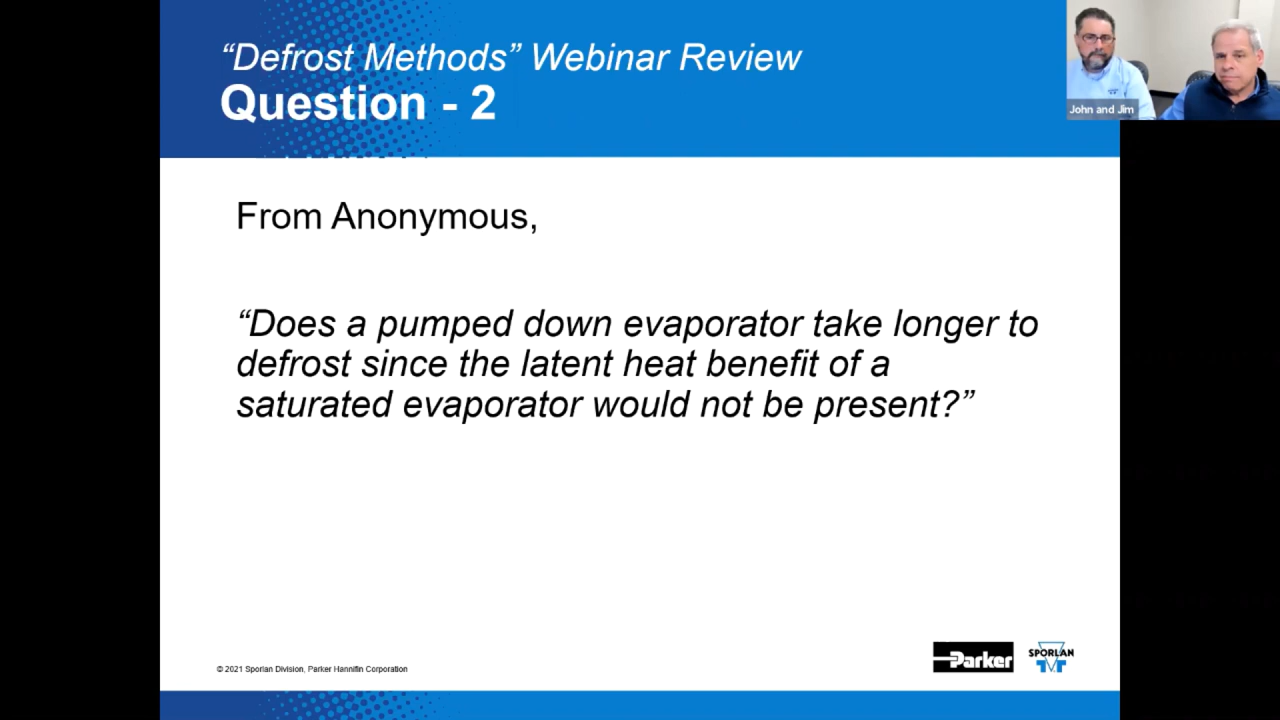 “Defrost Methods” Webinar Review
Question - 2
John and Jim
From Anonymous,
“Does a pumped down evaporator take longer to
defrost since the latent heat benefit of a
saturated evaporator would not be present?”
© 2021 Sporlan Division, Parker Hannifin Corporation
Parker
SPORLAN